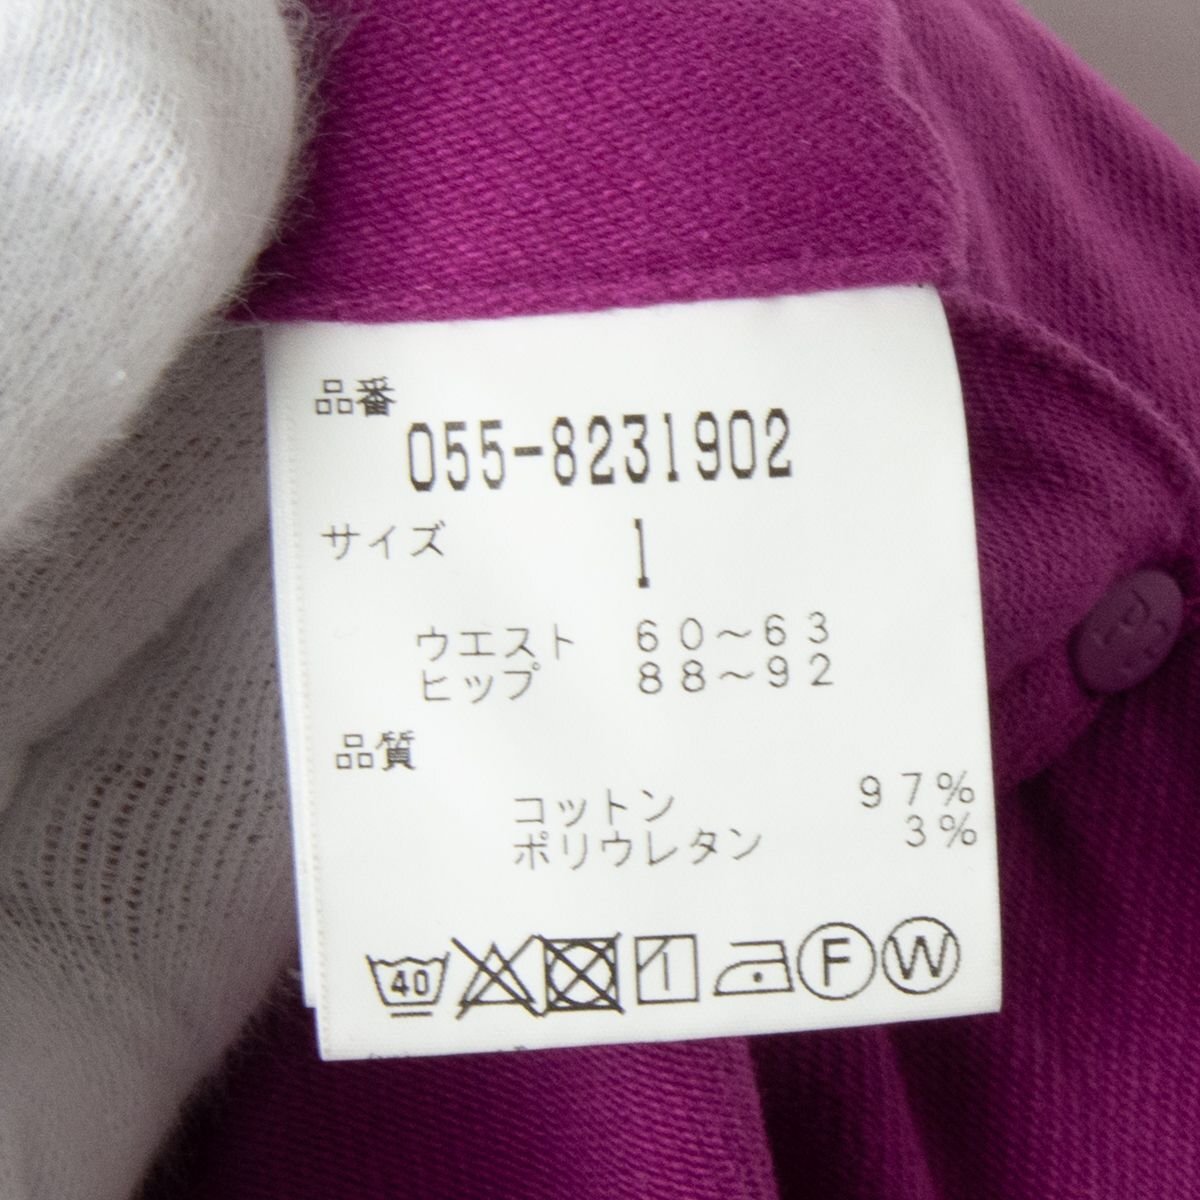 品番
055-8231902
サイズ 1
ウエスト 60～63
ヒップ 88～92
品質
コットン 97%
ポリウレタン 3%
40 F W